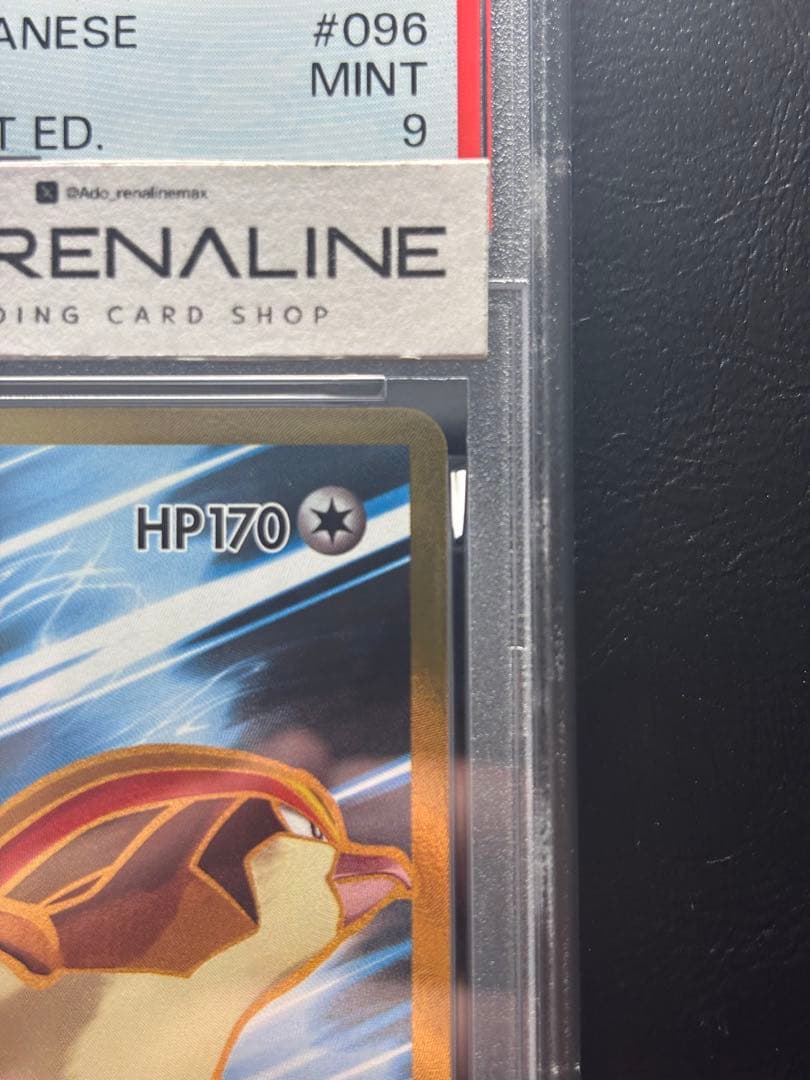 ANESE #096
MINT
T ED. 9
@Ado_renalinemax
RENALINE
DING CARD SHOP
HP170